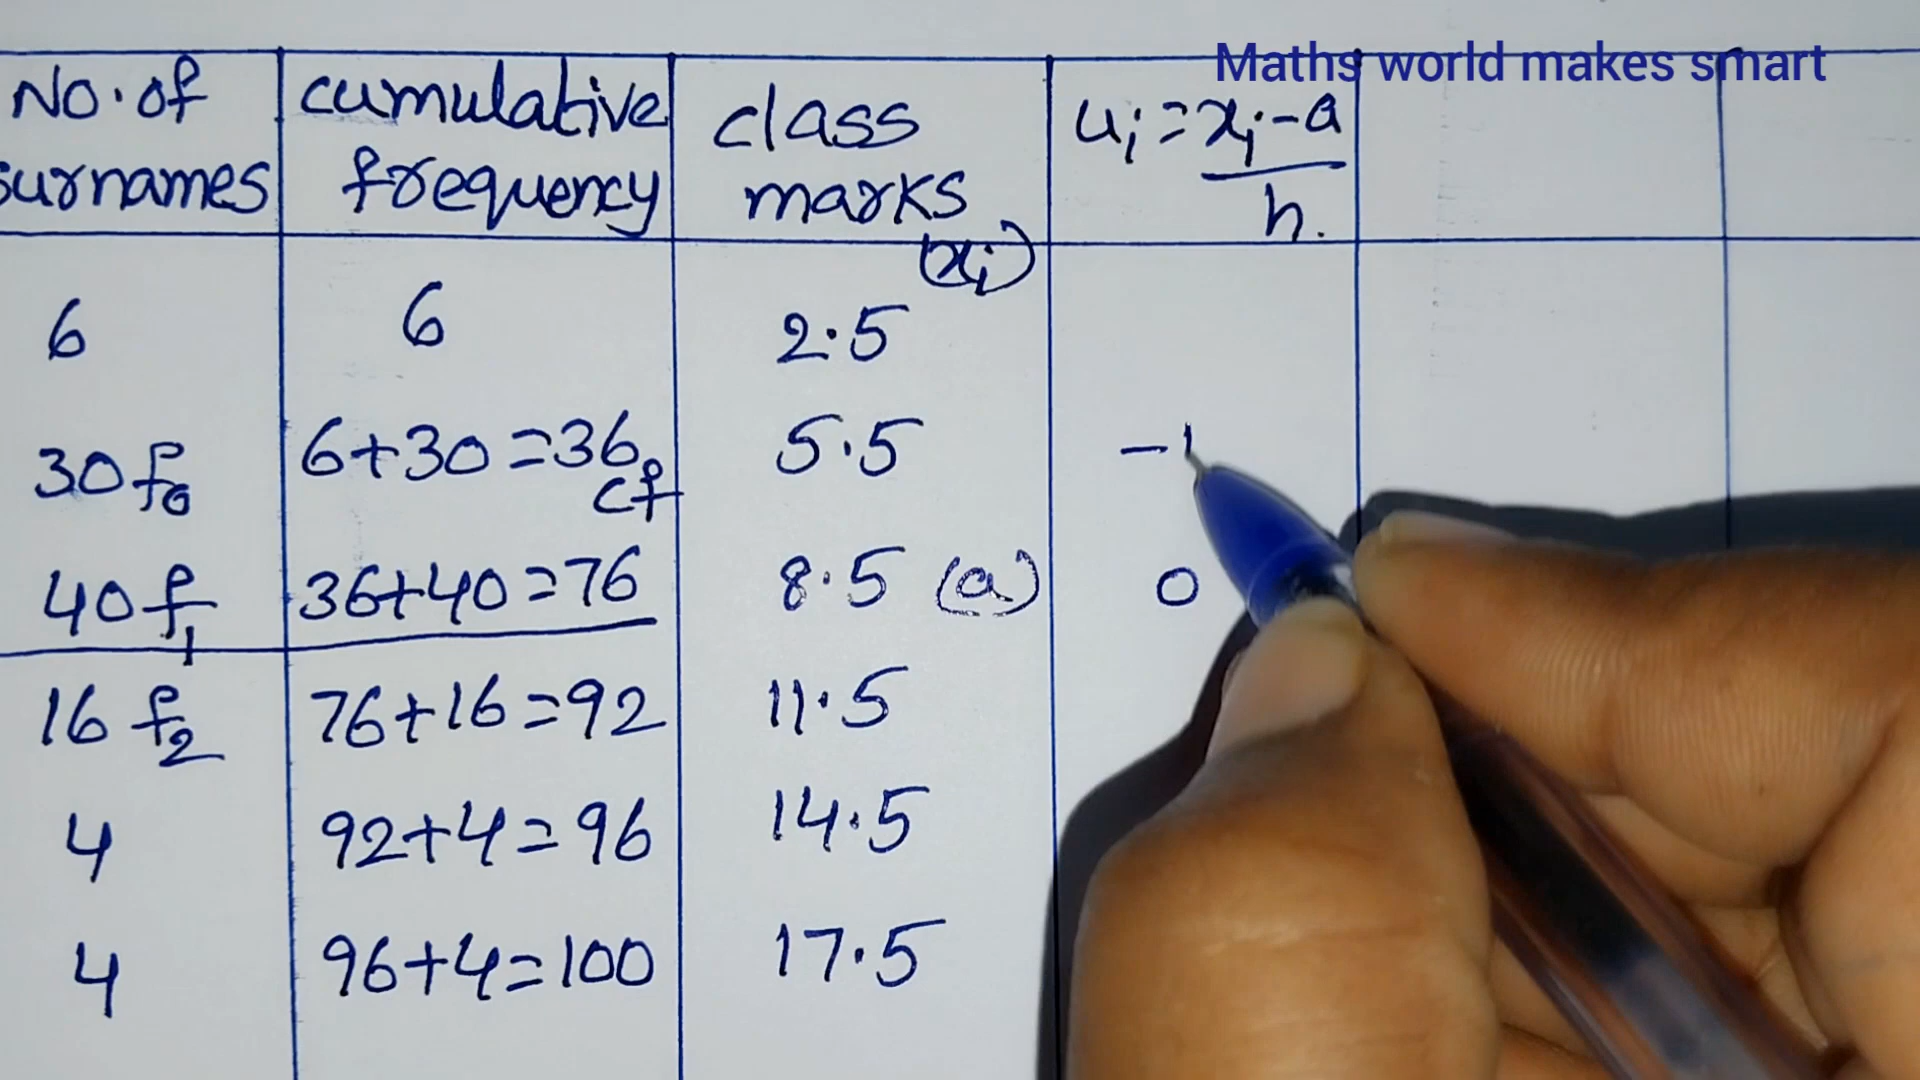 Maths world makes smart
No. of surnames | cumulative frequency | class marks (xi) | ui = xi - a / h.
6 | 6 | 2.5
30 f0 | 6+30=36 cf | 5.5 | -1
40 f1 | 36+40=76 | 8.5 (a) | 0
16 f2 | 76+16=92 | 11.5
4 | 92+4=96 | 14.5
4 | 96+4=100 | 17.5